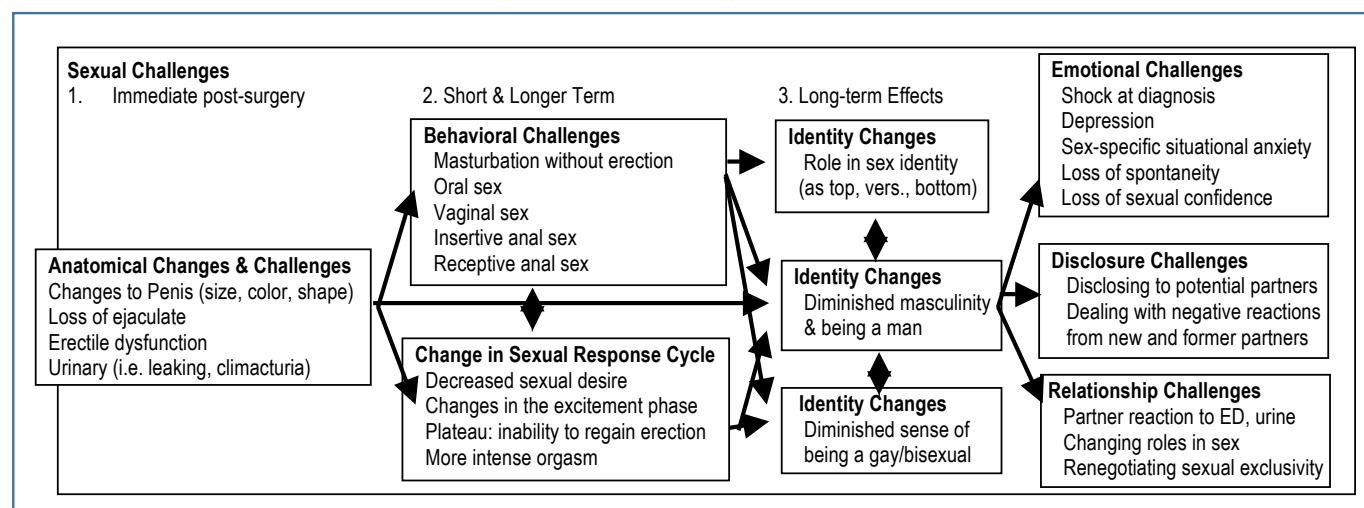 Sexual Challenges
1. Immediate post-surgery
2. Short & Longer Term
3. Long-term Effects
Anatomical Changes & Challenges
Changes to Penis (size, color, shape)
Loss of ejaculate
Erectile dysfunction
Urinary (i.e. leaking, climacturia)
Behavioral Challenges
Masturbation without erection
Oral sex
Vaginal sex
Insertive anal sex
Receptive anal sex
Change in Sexual Response Cycle
Decreased sexual desire
Changes in the excitement phase
Plateau: inability to regain erection
More intense orgasm
Identity Changes
Role in sex identity
(as top, vers., bottom)
Identity Changes
Diminished masculinity
& being a man
Identity Changes
Diminished sense of
being a gay/bisexual
Emotional Challenges
Shock at diagnosis
Depression
Sex-specific situational anxiety
Loss of spontaneity
Loss of sexual confidence
Disclosure Challenges
Disclosing to potential partners
Dealing with negative reactions
from new and former partners
Relationship Challenges
Partner reaction to ED, urine
Changing roles in sex
Renegotiating sexual exclusivity